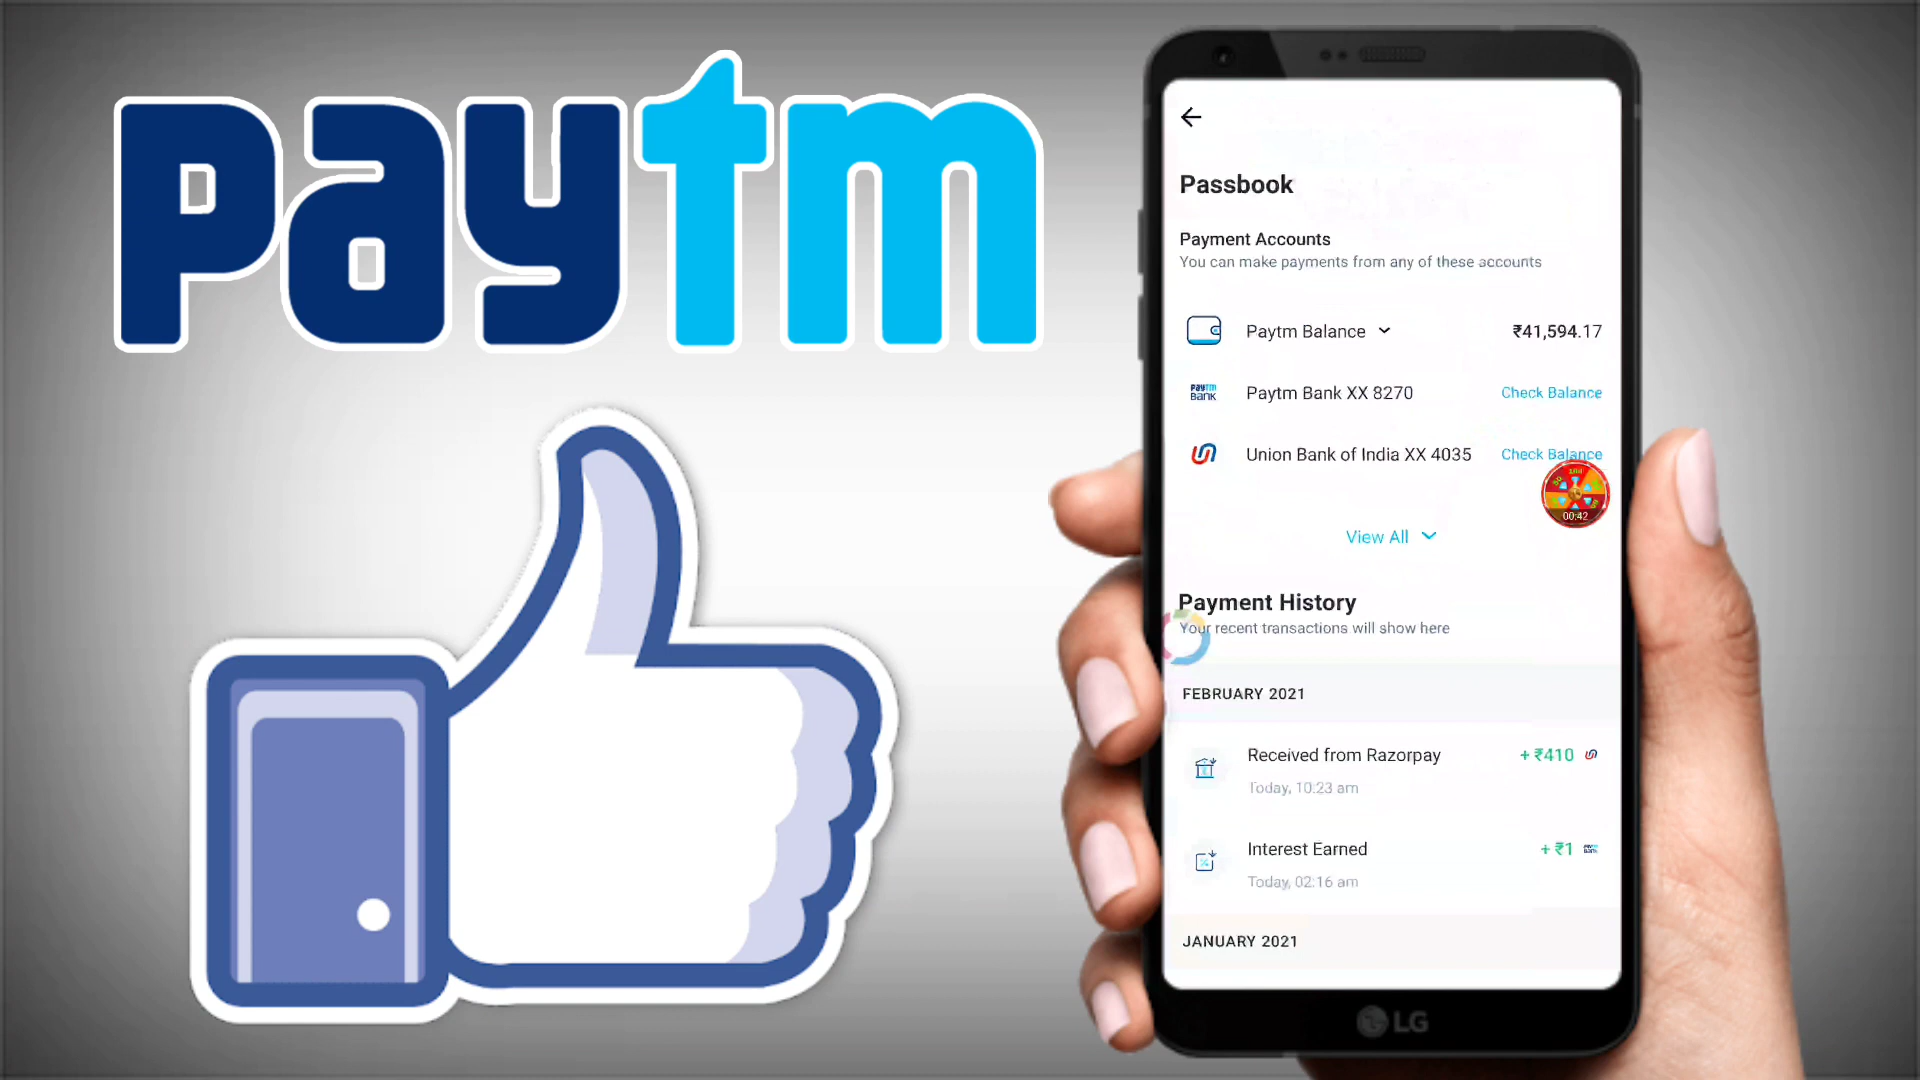 Paytm
Passbook
Payment Accounts
You can make payments from any of these accounts
Paytm Balance ₹41,594.17
paytm
Bank
Paytm Bank XX 8270 Check Balance
Union Bank of India XX 4035 Check Balance
00:42
View All
Payment History
Your recent transactions will show here
FEBRUARY 2021
Received from Razorpay +₹410
Today, 10:23 am
Interest Earned +₹1
Today, 02:16 am
JANUARY 2021
LG